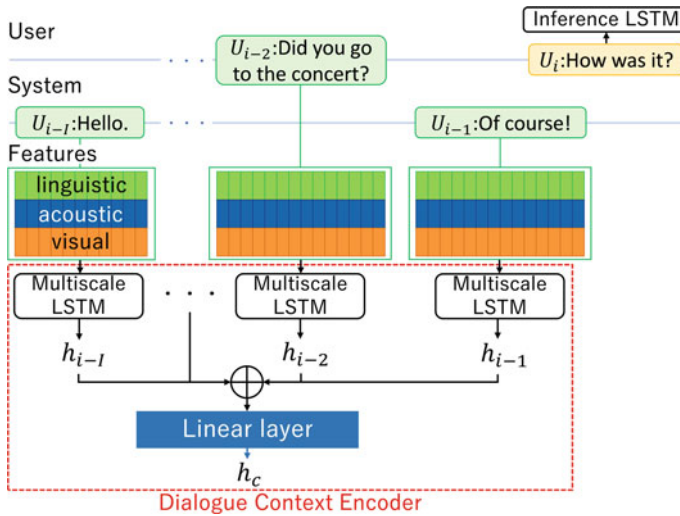 User
Inference LSTM
U_{i-2}:Did you go
to the concert?
U_i:How was it?
System
U_{i-I}:Hello.
U_{i-1}:Of course!
Features
linguistic
acoustic
visual
Multiscale
LSTM
Multiscale
LSTM
Multiscale
LSTM
h_{i-I}
h_{i-2}
h_{i-1}
Linear layer
h_c
Dialogue Context Encoder